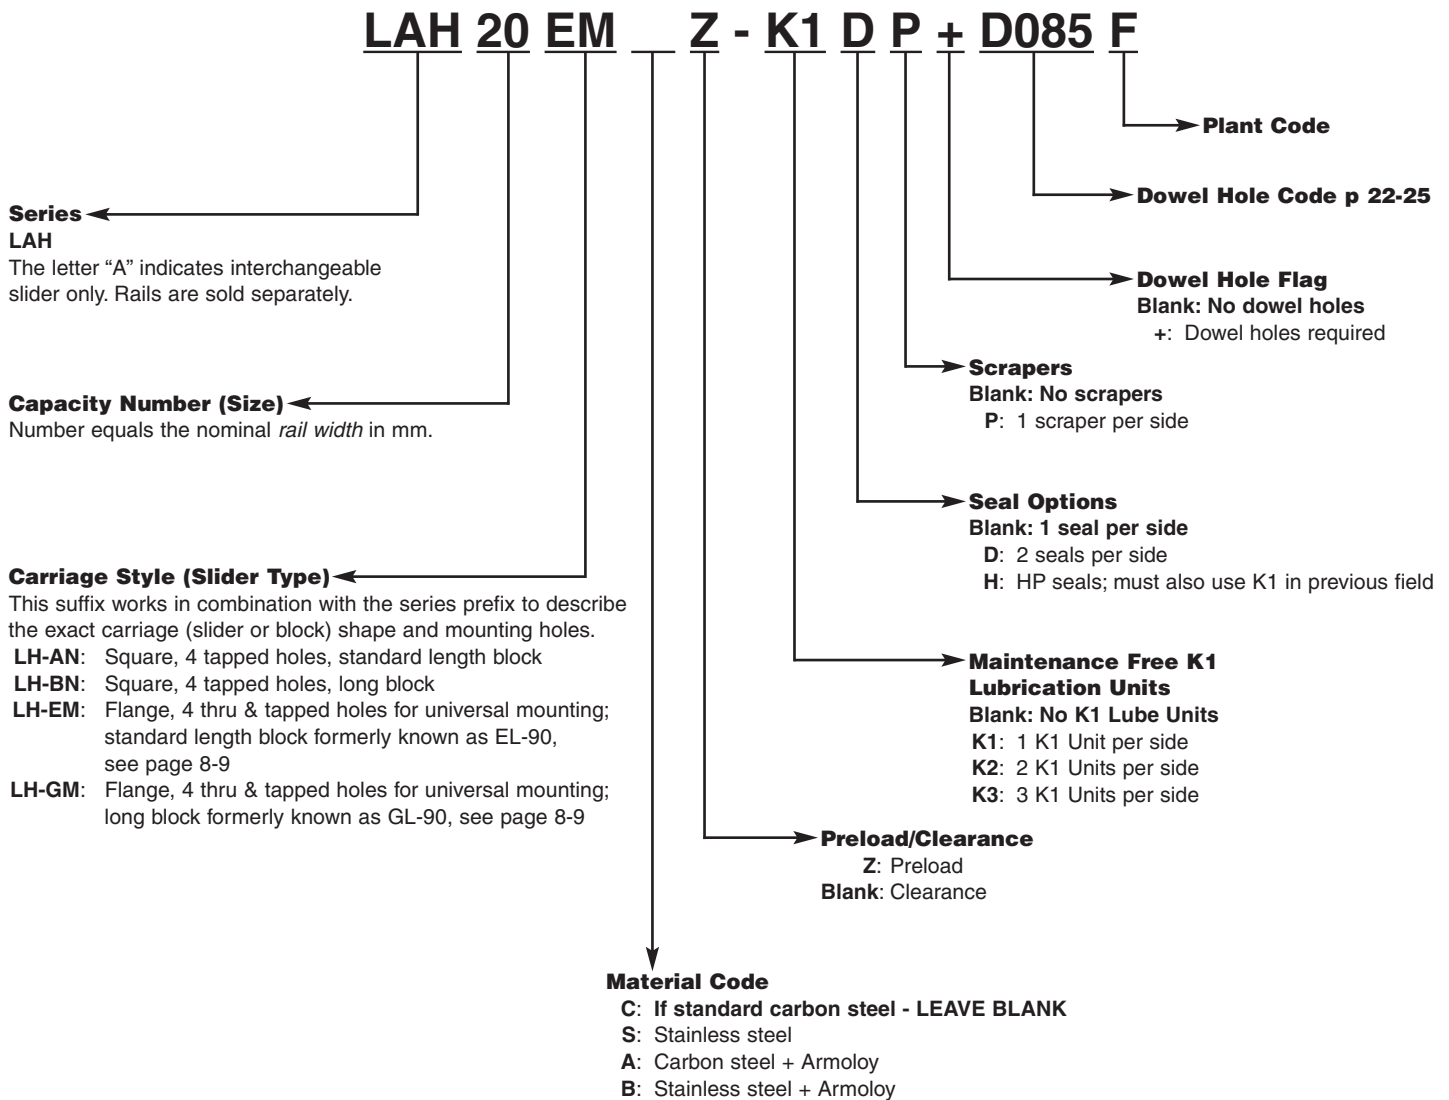 LAH 20 EM __ Z - K1 D P + D085 F
Plant Code
Dowel Hole Code p 22-25
Series
LAH
The letter “A” indicates interchangeable
slider only. Rails are sold separately.
Dowel Hole Flag
Blank: No dowel holes
+: Dowel holes required
Scrapers
Blank: No scrapers
P: 1 scraper per side
Capacity Number (Size)
Number equals the nominal rail width in mm.
Seal Options
Blank: 1 seal per side
D: 2 seals per side
H: HP seals; must also use K1 in previous field
Carriage Style (Slider Type)
This suffix works in combination with the series prefix to describe
the exact carriage (slider or block) shape and mounting holes.
LH-AN: Square, 4 tapped holes, standard length block
LH-BN: Square, 4 tapped holes, long block
LH-EM: Flange, 4 thru & tapped holes for universal mounting;
standard length block formerly known as EL-90,
see page 8-9
LH-GM: Flange, 4 thru & tapped holes for universal mounting;
long block formerly known as GL-90, see page 8-9
Maintenance Free K1
Lubrication Units
Blank: No K1 Lube Units
K1: 1 K1 Unit per side
K2: 2 K1 Units per side
K3: 3 K1 Units per side
Preload/Clearance
Z: Preload
Blank: Clearance
Material Code
C: If standard carbon steel - LEAVE BLANK
S: Stainless steel
A: Carbon steel + Armoloy
B: Stainless steel + Armoloy